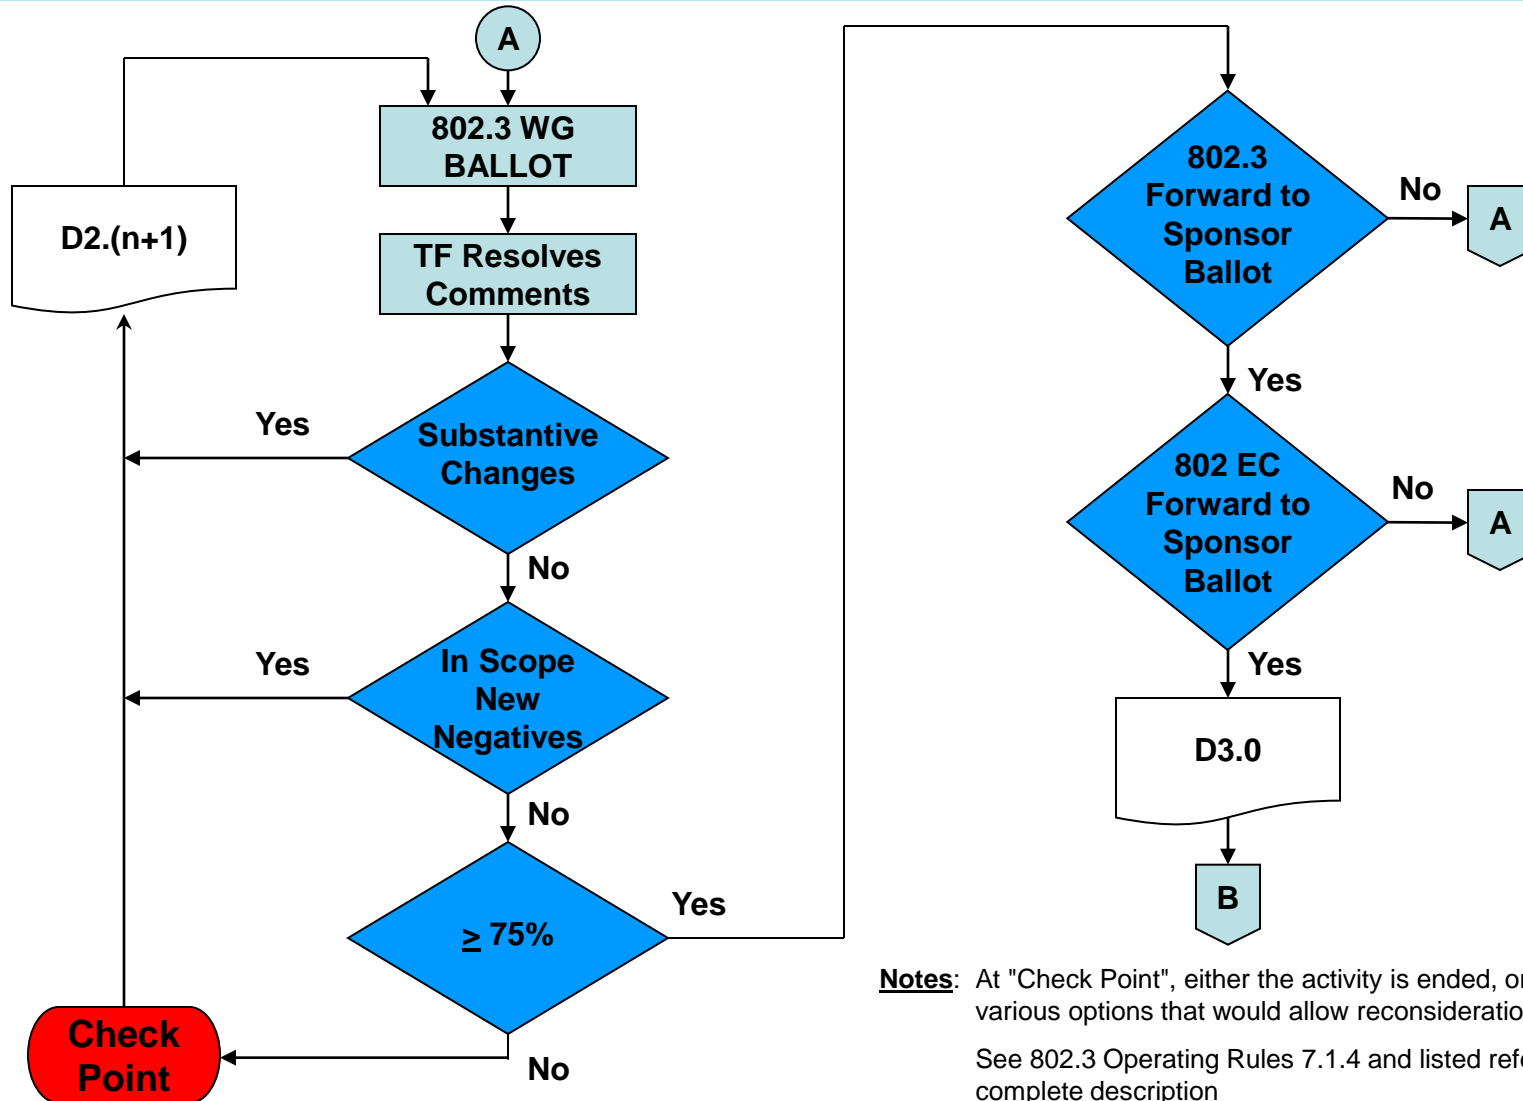 A
802.3 WG
BALLOT
D2.(n+1)
TF Resolves
Comments
Yes
Substantive
Changes
No
Yes
In Scope
New
Negatives
No
≥ 75%
Yes
No
Check
Point
802.3
Forward to
Sponsor
Ballot
No
A
Yes
802 EC
Forward to
Sponsor
Ballot
No
A
Yes
D3.0
B
Notes: At "Check Point", either the activity is ended, or
various options that would allow
See 802.3 Operating Rules 7.1.4 and listed
complete description